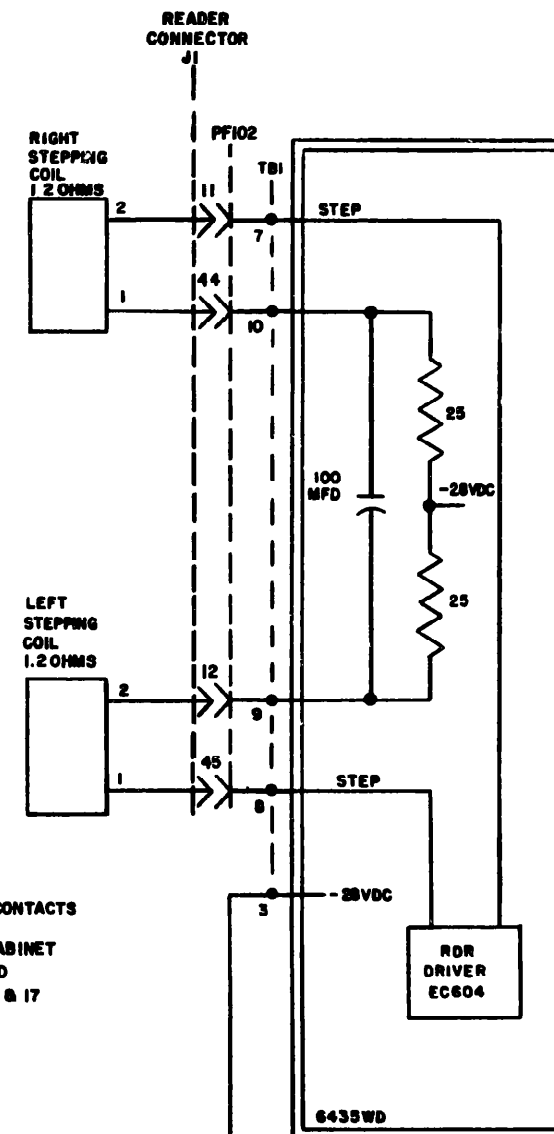 READER
CONNECTOR
J1
PF102
TB1
RIGHT
STEPPING
COIL
1.2 OHMS
2
11
7
STEP
1
44
10
25
100
MFD
-28VDC
25
LEFT
STEPPING
COIL
1.2 OHMS
2
12
9
1
45
8
STEP
3
-28VDC
CONTACTS
ABINET
D
& 17
RDR
DRIVER
EC604
6435WD